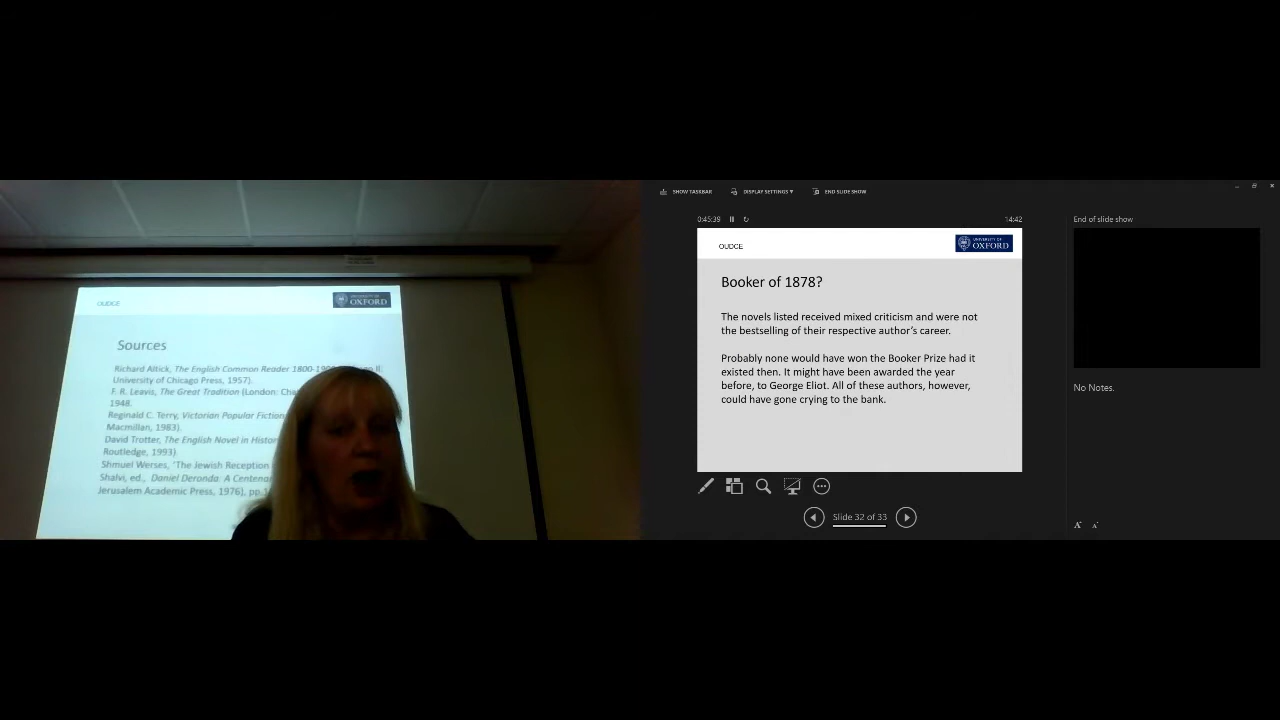 OUDGE
UNIVERSITY OF
OXFORD
Sources
Richard Altick, The English Common Reader 1800-
University of Chicago Press, 1957).
F. R. Leavis, The Great Tradition (London:
1948.
Reginald C. Terry, Victorian Popular Fiction
Macmillan, 1983).
David Trotter, The English Novel in
Routledge, 1993).
Shmuel Werses, 'The Jewish Reception
Shalvi, ed., Daniel Deronda: A
Jerusalem Academic Press, 1976),
SHOW TASKBAR
DISPLAY SETTINGS ▾
END SLIDE SHOW
0:45:39
14:42
End of slide show
OUDCE
UNIVERSITY OF
OXFORD
Booker of 1878?
The novels listed received mixed criticism and were not
the bestselling of their respective author's career.
Probably none would have won the Booker Prize had it
existed then. It might have been awarded the year
before, to George Eliot. All of these authors, however,
could have gone crying to the bank.
No Notes.
Slide 32 of 33
A A